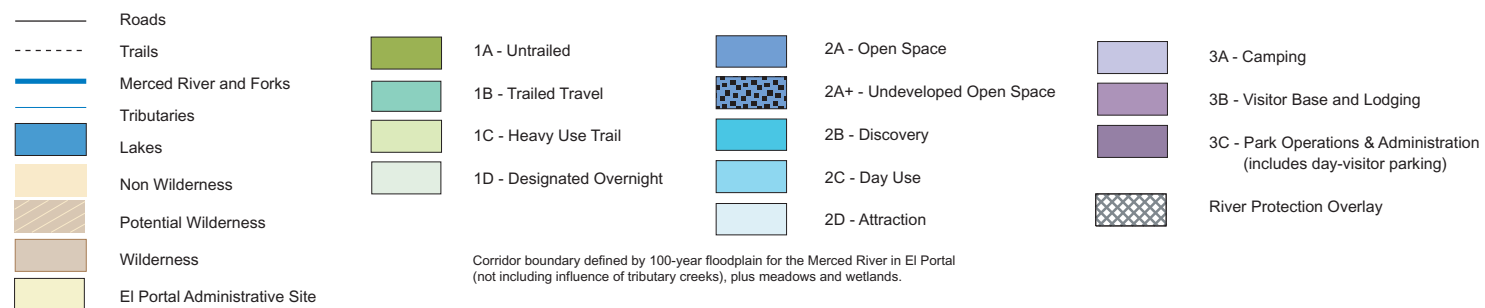 Roads
Trails
Merced River and Forks
Tributaries
Lakes
Non Wilderness
Potential Wilderness
Wilderness
El Portal Administrative Site
1A - Untrailed
1B - Trailed Travel
1C - Heavy Use Trail
1D - Designated Overnight
2A - Open Space
2A+ - Undeveloped Open Space
2B - Discovery
2C - Day Use
2D - Attraction
3A - Camping
3B - Visitor Base and Lodging
3C - Park Operations & Administration
(includes day-visitor parking)
River Protection Overlay
Corridor boundary defined by 100-year floodplain for the Merced River in El Portal
(not including influence of tributary creeks), plus meadows and wetlands.